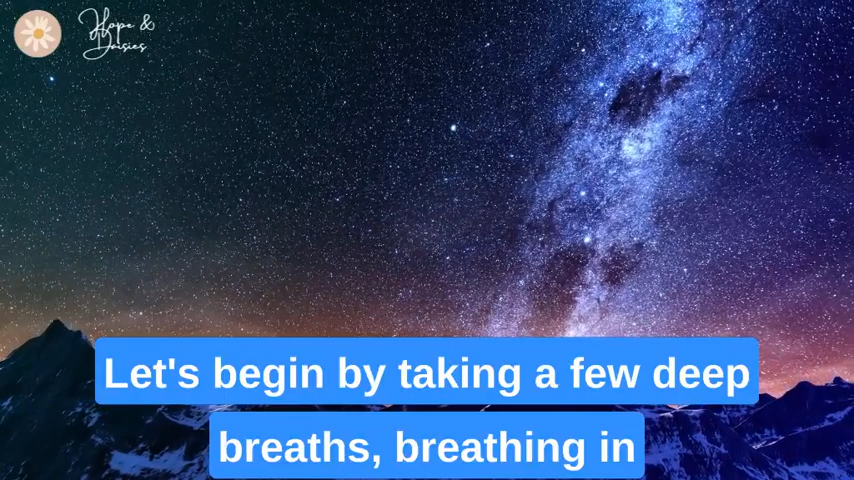 Hope &
Daisies
Let's begin by taking a few deep
breaths, breathing in